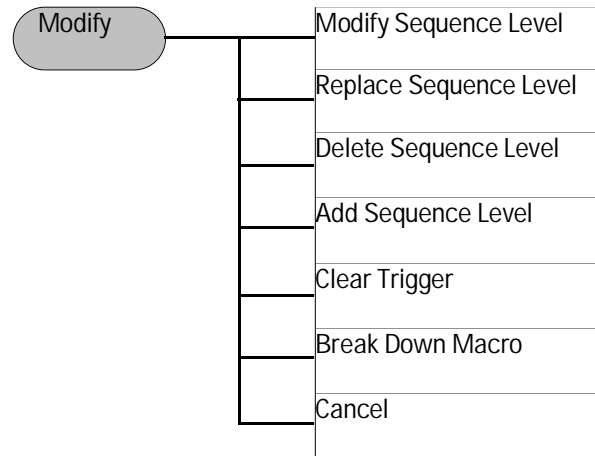 Modify
Modify Sequence Level
Replace Sequence Level
Delete Sequence Level
Add Sequence Level
Clear Trigger
Break Down Macro
Cancel